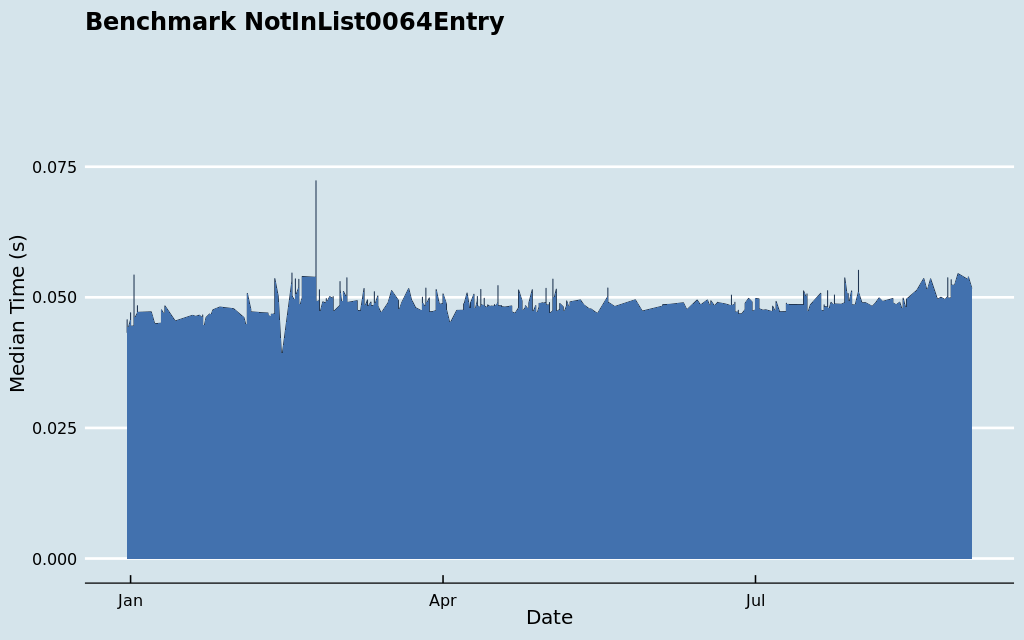 Benchmark NotInList0064Entry
Median Time (s)
0.075
0.050
0.025
0.000
Jan Apr Jul
Date